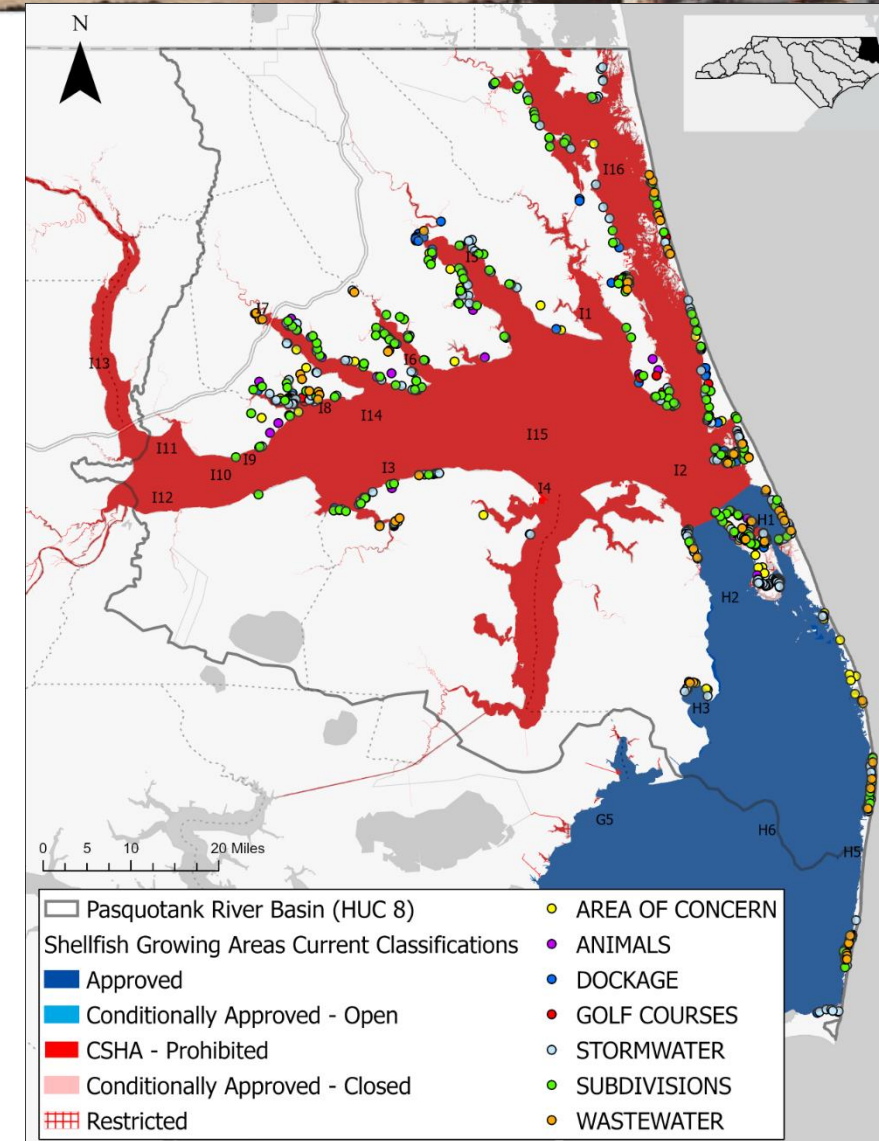 N
I16
I5
I1
I7
I13
I6
I8
I14
I15
I11
I9
I10
I3
I2
I12
I4
H1
H2
H3
G5
H6
H5
0 5 10 20 Miles
Pasquotank River Basin (HUC 8)
Shellfish Growing Areas Current Classifications
Approved
Conditionally Approved - Open
CSHA - Prohibited
Conditionally Approved - Closed
Restricted
AREA OF CONCERN
ANIMALS
DOCKAGE
GOLF COURSES
STORMWATER
SUBDIVISIONS
WASTEWATER